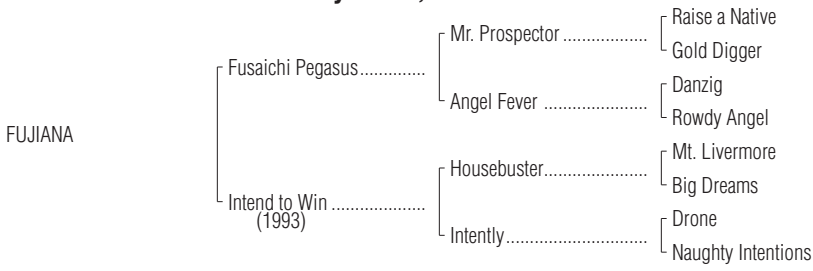 Raise a Native
Mr. Prospector ....................
Gold Digger
Fusaichi Pegasus..............
Danzig
Angel Fever ........................
Rowdy Angel
FUJIANA
Mt. Livermore
Housebuster........................
Big Dreams
Intend to Win ....................
(1993)
Drone
Intently.................................
Naughty Intentions